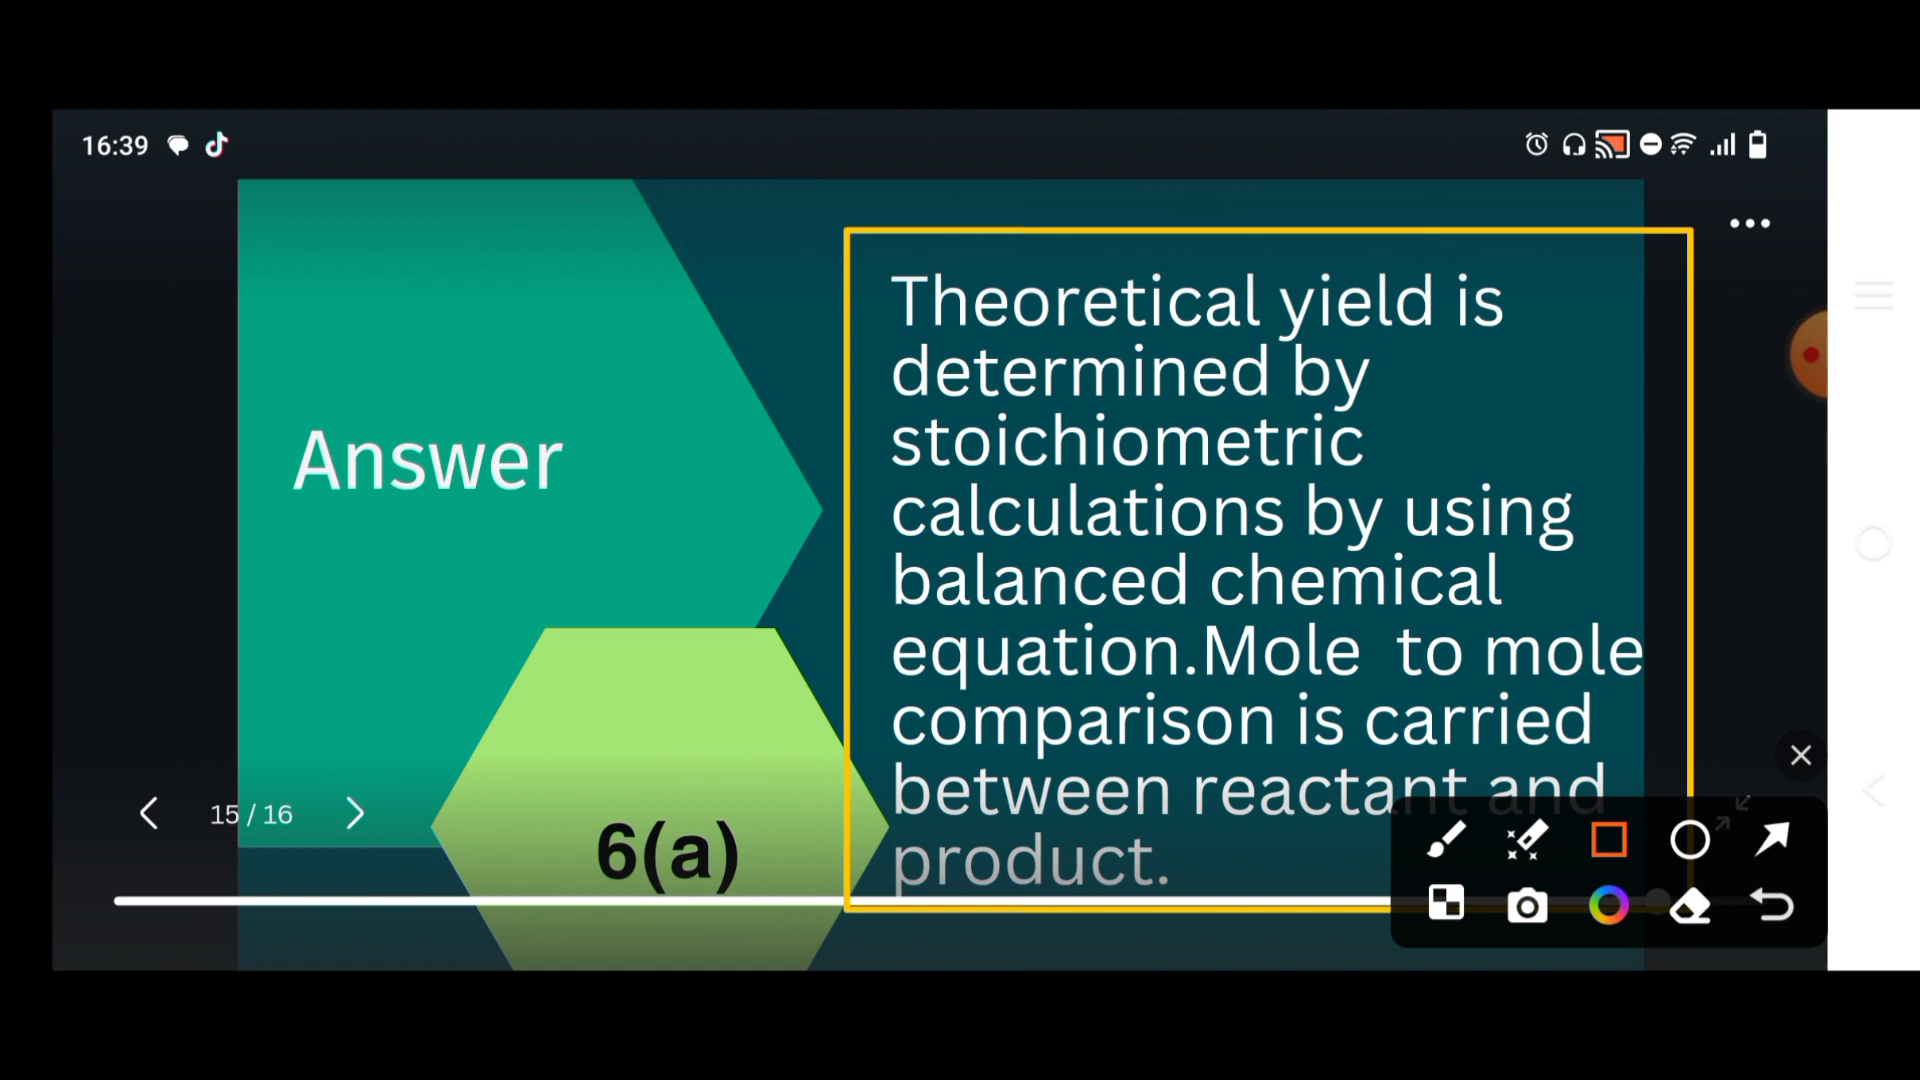 16:39
Answer
Theoretical yield is
determined by
stoichiometric
calculations by using
balanced chemical
equation.Mole to mole
comparison is carried
between reactant and
product.
15 / 16
6(a)